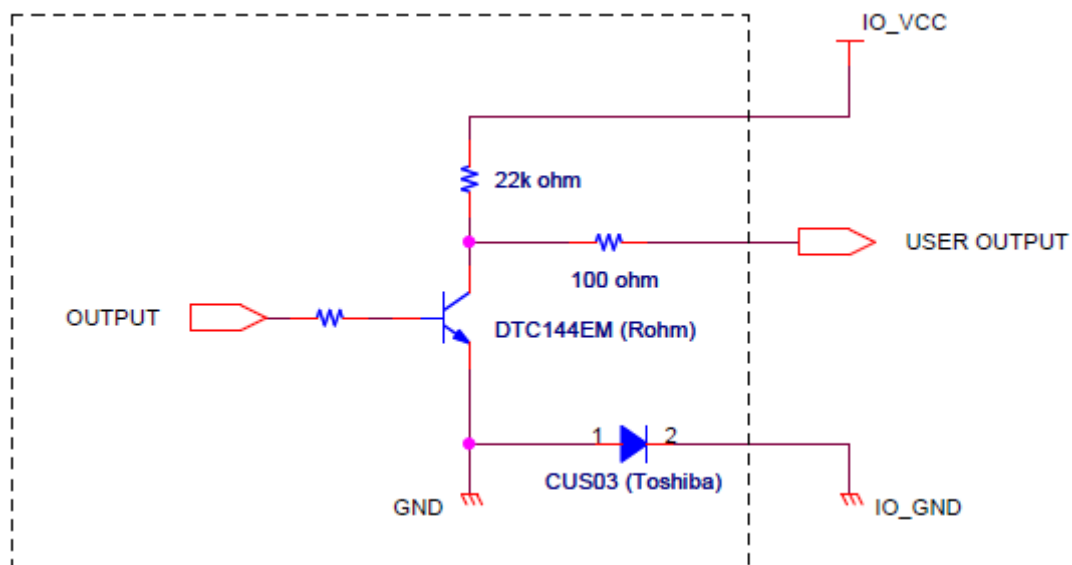 IO_VCC
22k ohm
USER OUTPUT
100 ohm
OUTPUT
DTC144EM (Rohm)
1 2
CUS03 (Toshiba)
GND
IO_GND